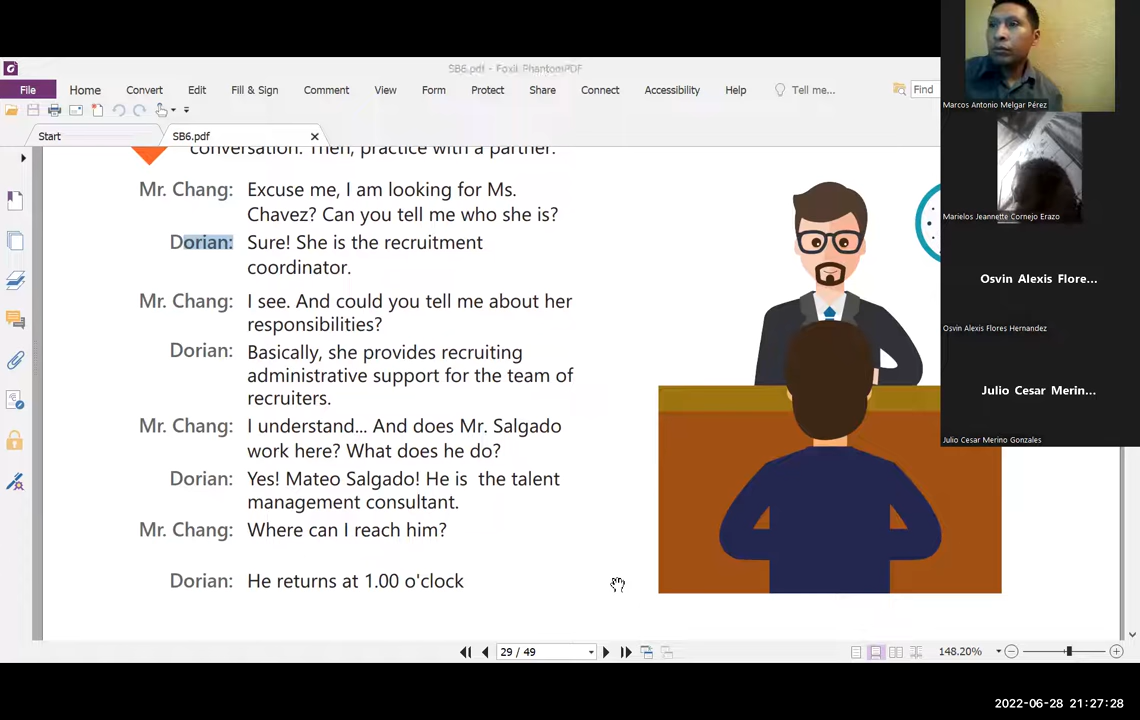 SB6.pdf - Foxit PhantomPDF
File Home Convert Edit Fill & Sign Comment View Form Protect Share Connect Accessibility Help Tell me... Find
Start SB6.pdf
conversation. Then, practice with a partner.
Mr. Chang: Excuse me, I am looking for Ms.
Chavez? Can you tell me who she is?
Dorian: Sure! She is the recruitment
coordinator.
Mr. Chang: I see. And could you tell me about her
responsibilities?
Dorian: Basically, she provides recruiting
administrative support for the team of
recruiters.
Mr. Chang: I understand... And does Mr. Salgado
work here? What does he do?
Dorian: Yes! Mateo Salgado! He is the talent
management consultant.
Mr. Chang: Where can I reach him?
Dorian: He returns at 1.00 o'clock
29 / 49
148.20%
Marcos Antonio Melgar Pérez
Marielos Jeannette Cornejo Erazo
Osvin Alexis Flore...
Osvin Alexis Flores Hernandez
Julio Cesar Merin...
Julio Cesar Merino Gonzales
2022-06-28 21:27:28